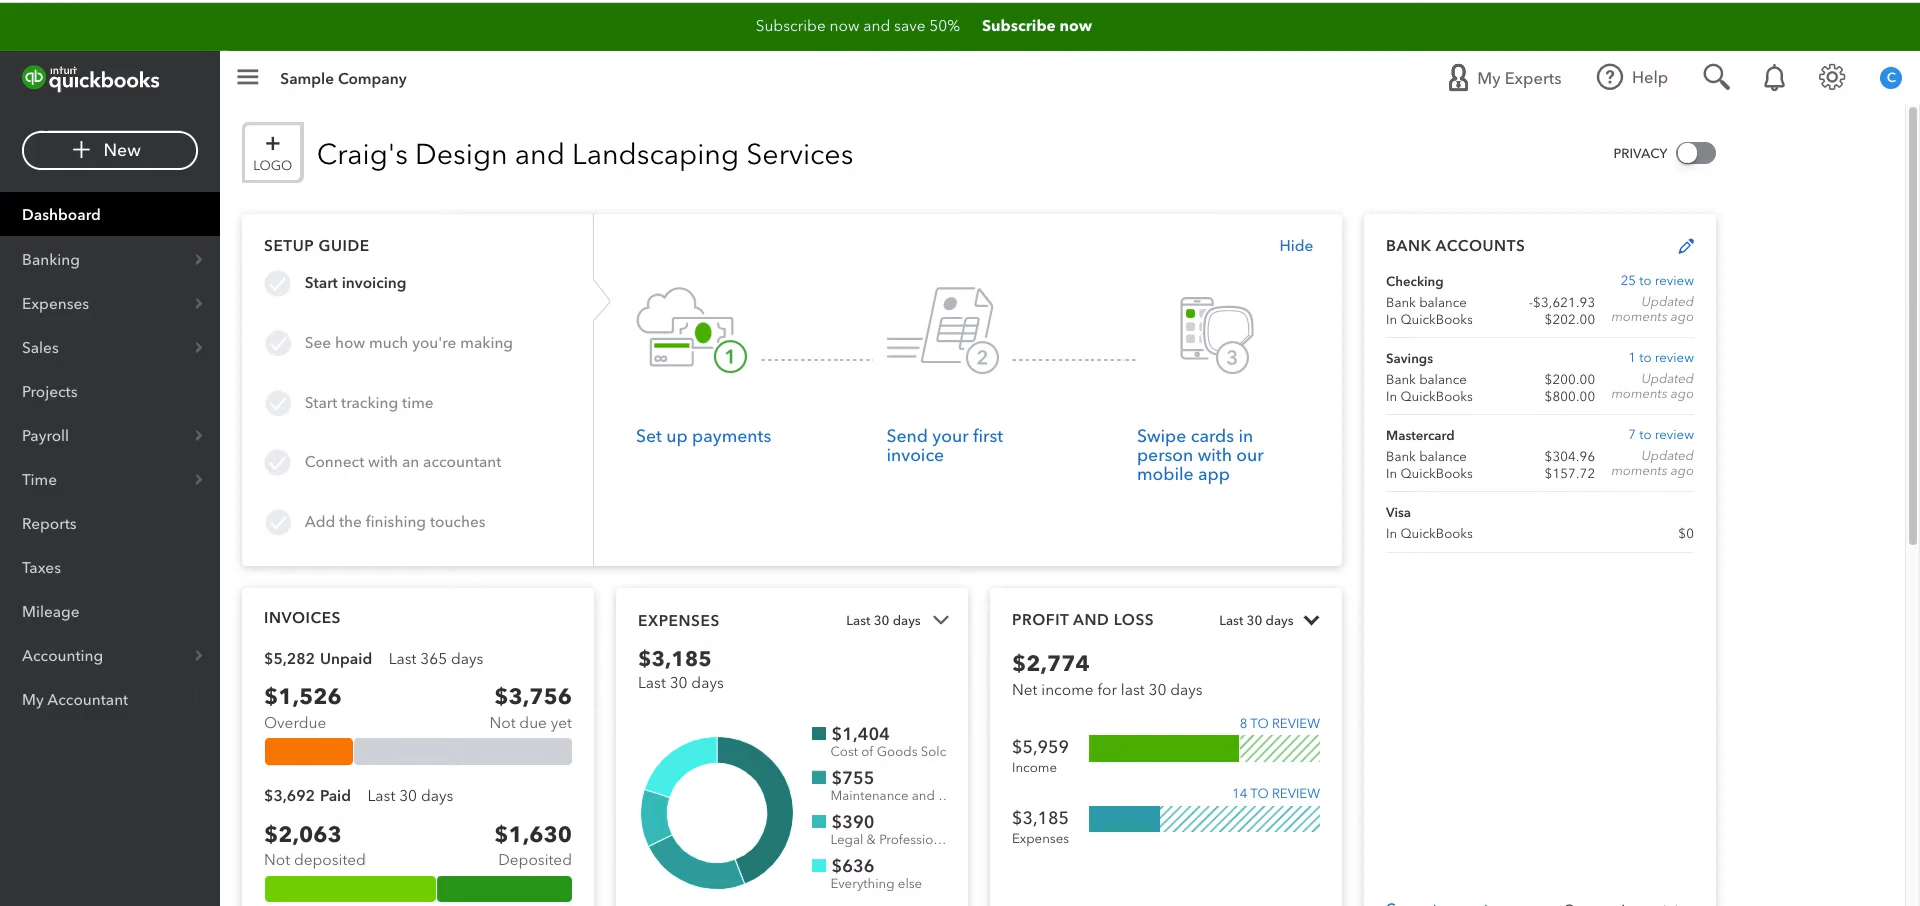 Subscribe now and save 50% Subscribe now
intuit
quickbooks
Sample Company
My Experts
Help
C
+ New
Dashboard
Banking
Expenses
Sales
Projects
Payroll
Time
Reports
Taxes
Mileage
Accounting
My Accountant
+
LOGO
Craig's Design and Landscaping Services
PRIVACY
SETUP GUIDE
Start invoicing
See how much you're making
Start tracking time
Connect with an accountant
Add the finishing touches
Hide
1
2
3
Set up payments
Send your first
invoice
Swipe cards in
person with our
mobile app
BANK ACCOUNTS
Checking 25 to review
Bank balance -$3,621.93 Updated
In QuickBooks $202.00 moments ago
Savings 1 to review
Bank balance $200.00 Updated
In QuickBooks $800.00 moments ago
Mastercard 7 to review
Bank balance $304.96 Updated
In QuickBooks $157.72 moments ago
Visa
In QuickBooks $0
INVOICES
$5,282 Unpaid Last 365 days
$1,526 $3,756
Overdue Not due yet
$3,692 Paid Last 30 days
$2,063 $1,630
Not deposited Deposited
EXPENSES Last 30 days
$3,185
Last 30 days
$1,404
Cost of Goods Solc
$755
Maintenance and ..
$390
Legal & Professio...
$636
Everything else
PROFIT AND LOSS Last 30 days
$2,774
Net income for last 30 days
8 TO REVIEW
$5,959
Income
14 TO REVIEW
$3,185
Expenses